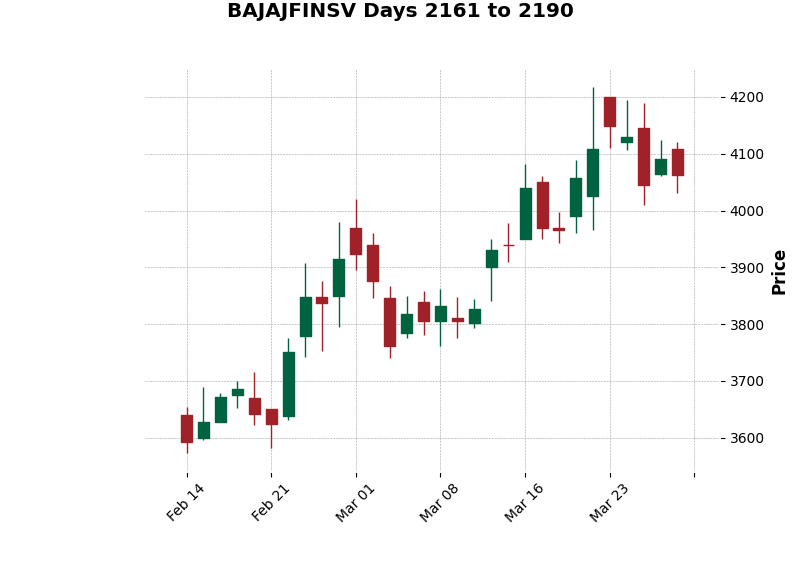 BAJAJFINSV Days 2161 to 2190
4200
4100
4000
3900
3800
3700
3600
Price
Feb 14
Feb 21
Mar 01
Mar 08
Mar 16
Mar 23